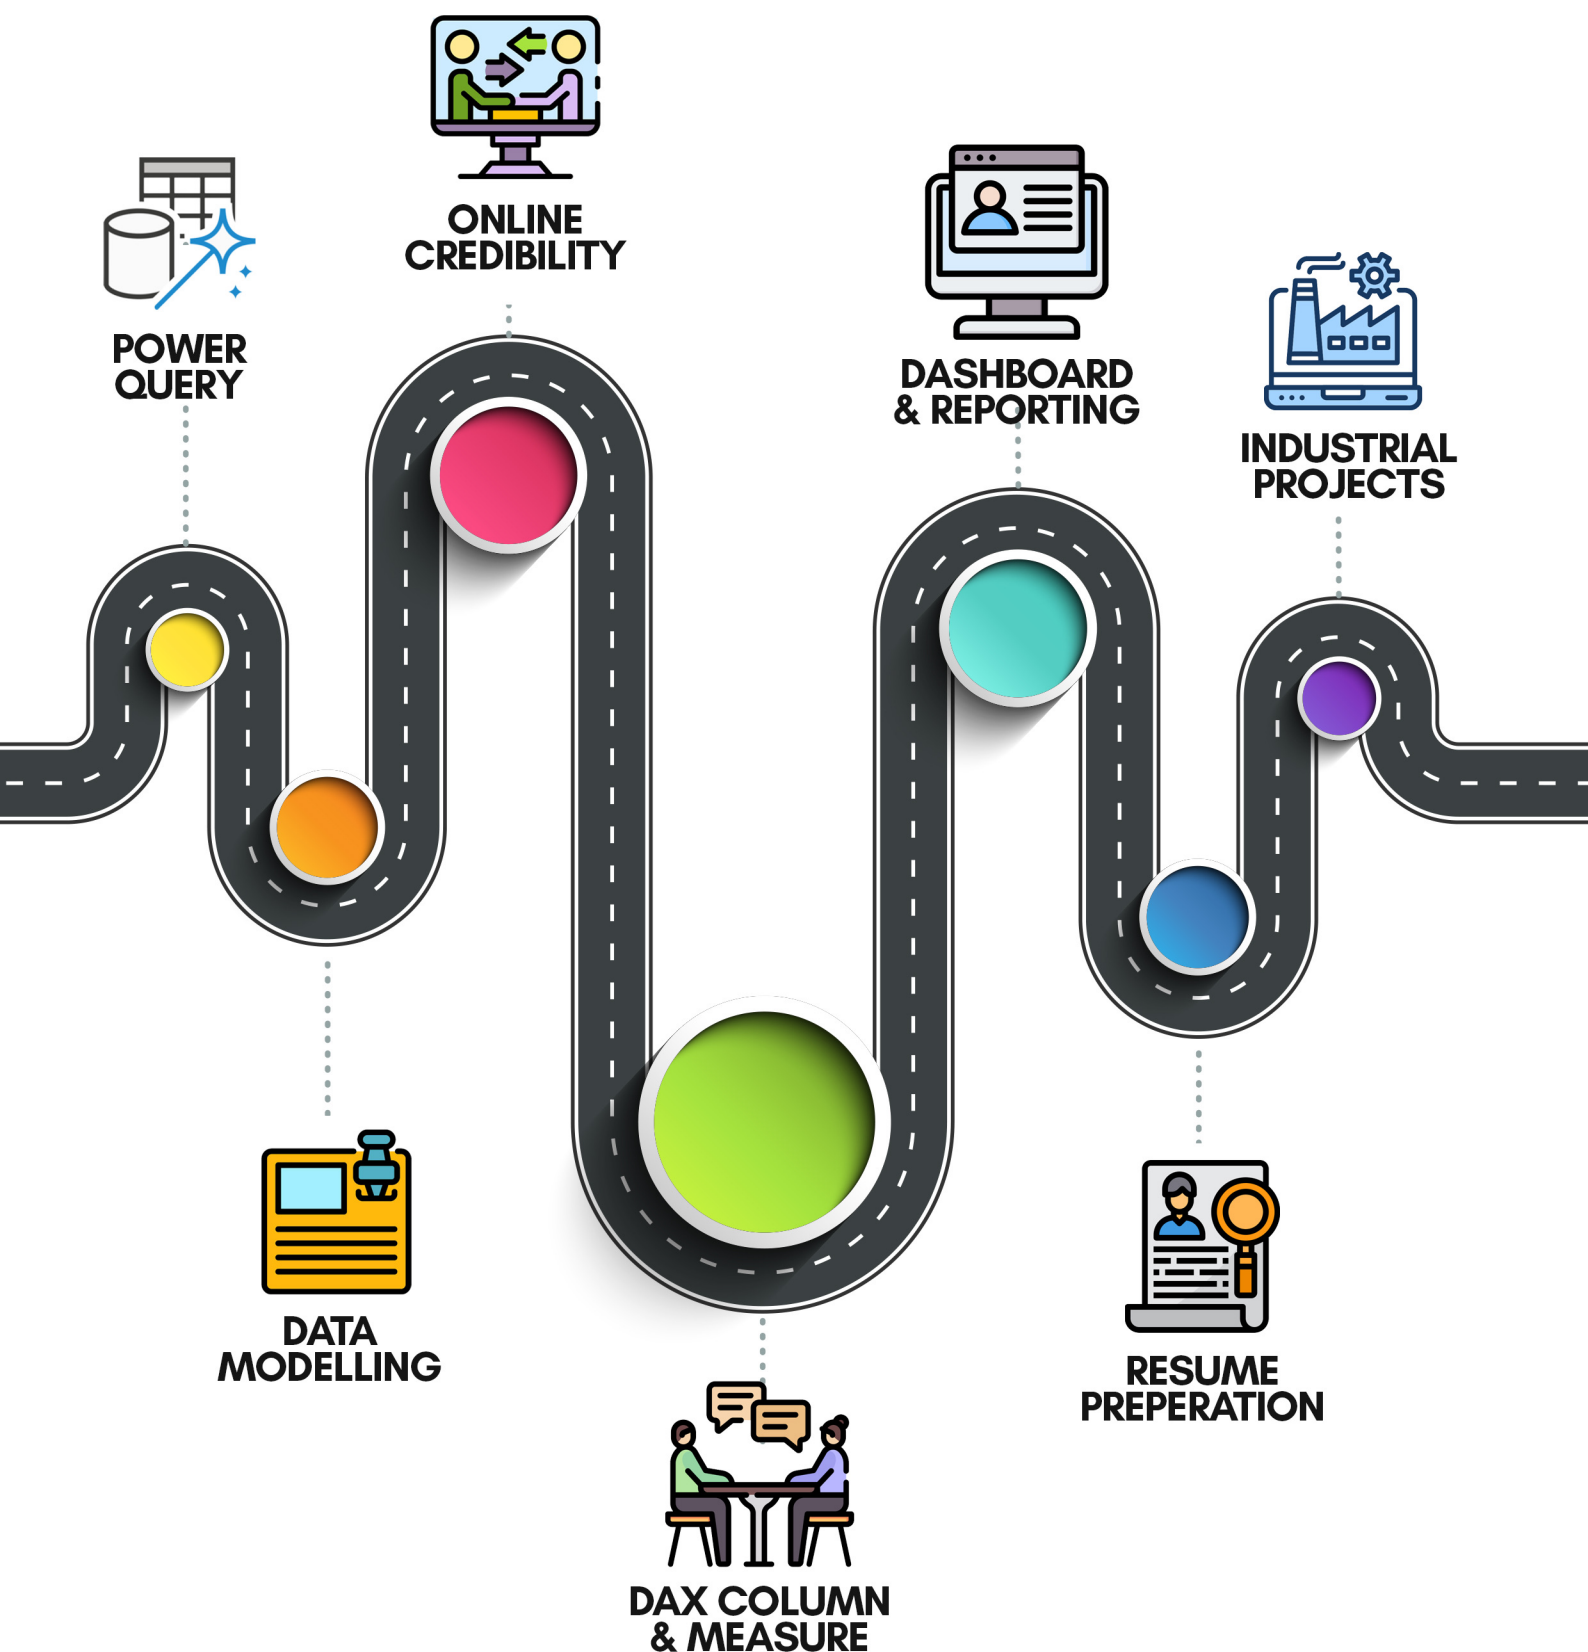 ONLINE
CREDIBILITY
POWER
QUERY
DASHBOARD
& REPORTING
INDUSTRIAL
PROJECTS
DATA
MODELLING
RESUME
PREPERATION
DAX COLUMN
& MEASURE